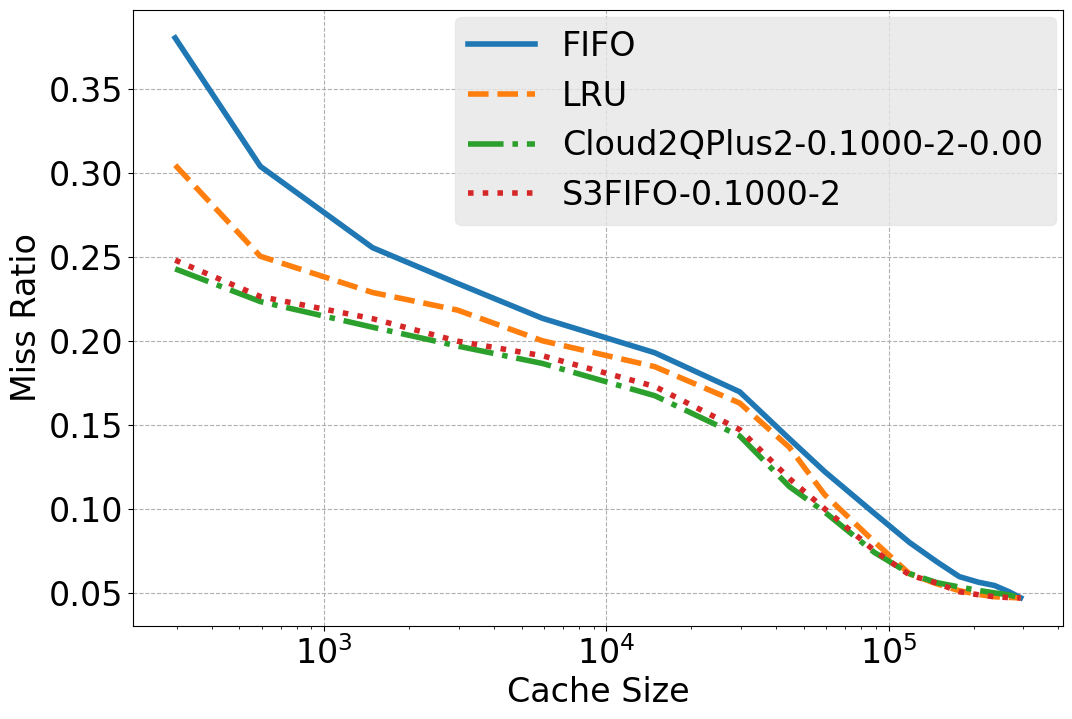 FIFO
LRU
Cloud2QPlus2-0.1000-2-0.00
S3FIFO-0.1000-2
Miss Ratio
0.35
0.30
0.25
0.20
0.15
0.10
0.05
10³ 10⁴ 10⁵
Cache Size